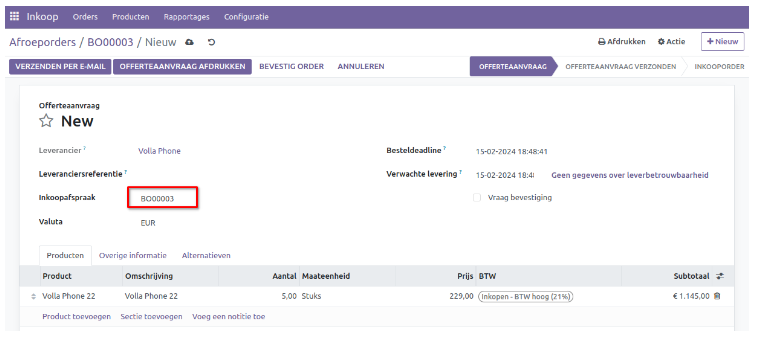 Inkoop Orders Producten Rapportages Configuratie
Afroeporders / BO00003 / Nieuw Afdrukken Actie + Nieuw
VERZENDEN PER E-MAIL OFFERTEAANVRAAG AFDRUKKEN BEVESTIG ORDER ANNULEREN OFFERTEAANVRAAG OFFERTEAANVRAAG VERZONDEN INKOOPORDER
Offerteaanvraag
New
Leverancier ? Volla Phone Besteldeadline ? 15-02-2024 18:48:41
Leveranciersreferentie ? Verwachte levering ? 15-02-2024 18:4 Geen gegevens over leverbetrouwbaarheid
Inkoopafspraak BO00003 Vraag bevestiging
Valuta EUR
Producten Overige informatie Alternatieven
Product Omschrijving Aantal Maateenheid Prijs BTW Subtotaal
Volla Phone 22 Volla Phone 22 5,00 Stuks 229,00 Inkopen - BTW hoog (21%) € 1.145,00
Product toevoegen Sectie toevoegen Voeg een notitie toe